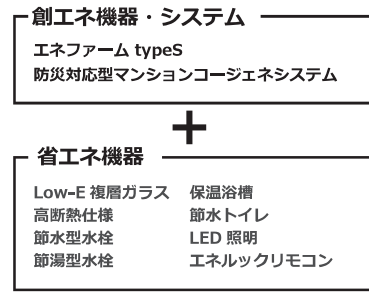 創エネ機器・システム
エネファーム typeS
防災対応型マンションコージェネシステム
+
省エネ機器
Low-E 複層ガラス 保温浴槽
高断熱仕様 節水トイレ
節水型水栓 LED 照明
節湯型水栓 エネルックリモコン